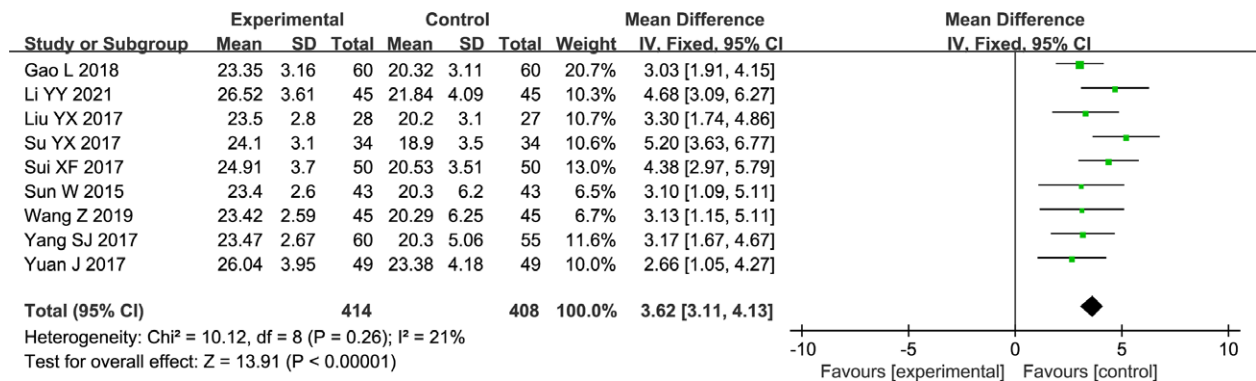 Experimental Control Mean Difference Mean Difference
Study or Subgroup Mean SD Total Mean SD Total Weight IV, Fixed, 95% CI IV, Fixed, 95% CI
Gao L 2018 23.35 3.16 60 20.32 3.11 60 20.7% 3.03 [1.91, 4.15]
Li YY 2021 26.52 3.61 45 21.84 4.09 45 10.3% 4.68 [3.09, 6.27]
Liu YX 2017 23.5 2.8 28 20.2 3.1 27 10.7% 3.30 [1.74, 4.86]
Su YX 2017 24.1 3.1 34 18.9 3.5 34 10.6% 5.20 [3.63, 6.77]
Sui XF 2017 24.91 3.7 50 20.53 3.51 50 13.0% 4.38 [2.97, 5.79]
Sun W 2015 23.4 2.6 43 20.3 6.2 43 6.5% 3.10 [1.09, 5.11]
Wang Z 2019 23.42 2.59 45 20.29 6.25 45 6.7% 3.13 [1.15, 5.11]
Yang SJ 2017 23.47 2.67 60 20.3 5.06 55 11.6% 3.17 [1.67, 4.67]
Yuan J 2017 26.04 3.95 49 23.38 4.18 49 10.0% 2.66 [1.05, 4.27]
Total (95% CI) 414 408 100.0% 3.62 [3.11, 4.13]
Heterogeneity: Chi² = 10.12, df = 8 (P = 0.26); I² = 21%
Test for overall effect: Z = 13.91 (P < 0.00001)
-10 -5 0 5 10
Favours [experimental] Favours [control]